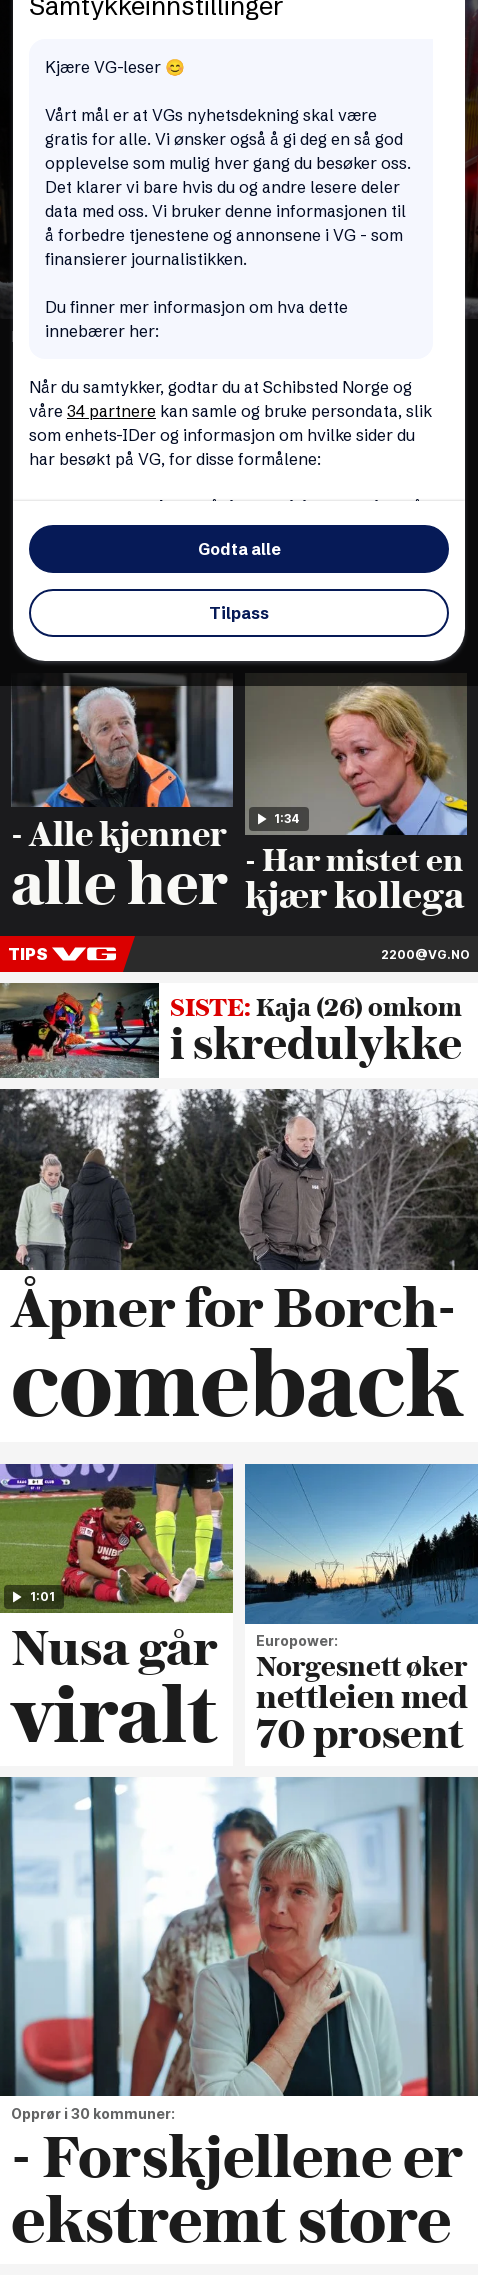 Samtykkeinnstillinger
Kjære VG-leser 😊
Vårt mål er at VGs nyhetsdekning skal være
gratis for alle. Vi ønsker også å gi deg en så god
opplevelse som mulig hver gang du besøker oss.
Det klarer vi bare hvis du og andre lesere deler
data med oss. Vi bruker denne informasjonen til
å forbedre tjenestene og annonsene i VG - som
finansierer journalistikken.
Du finner mer informasjon om hva dette
innebærer her:
Når du samtykker, godtar du at Schibsted Norge og
våre 34 partnere kan samle og bruke persondata, slik
som enhets-IDer og informasjon om hvilke sider du
har besøkt på VG, for disse formålene:
Godta alle
Tilpass
1:34
- Alle kjenner
alle her
- Har mistet en
kjær kollega
TIPS VG
2200@VG.NO
SISTE: Kaja (26) omkom
i skredulykke
Åpner for Borch-
comeback
1:01
Nusa går
viralt
Europower:
Norgesnett øker
nettleien med
70 prosent
Opprør i 30 kommuner:
- Forskjellene er
ekstremt store